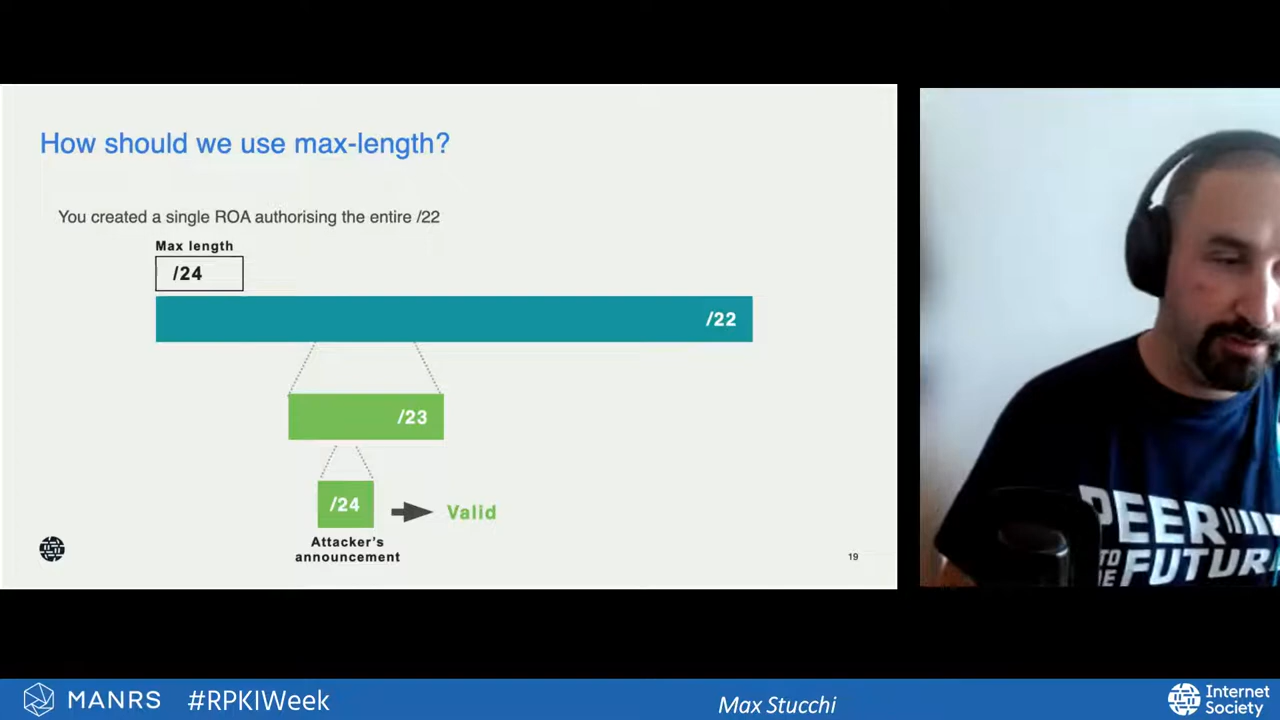 How should we use max-length?
You created a single ROA authorising the entire /22
Max length
/24
/22
/23
/24
Valid
Attacker's
announcement
19
PEER
TO
FUTUR
MANRS
#RPKIWeek
Max Stucchi
Internet
Society